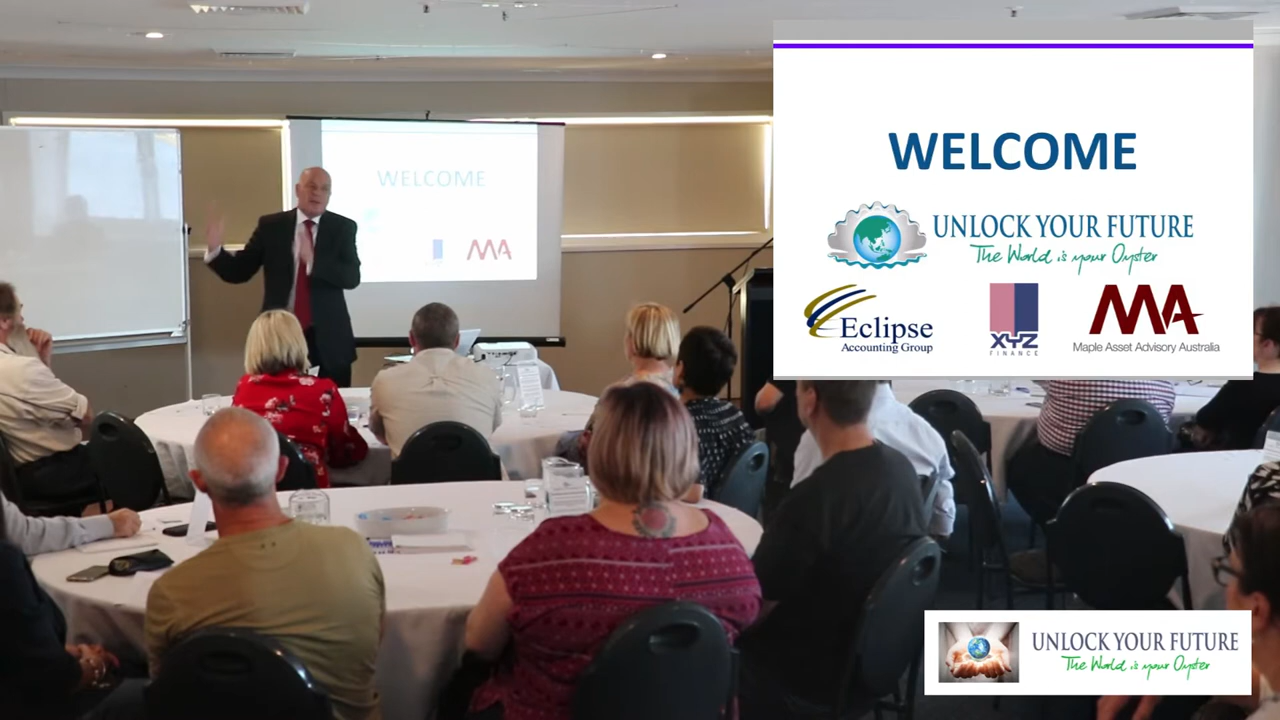 WELCOME
MA
WELCOME
UNLOCK YOUR FUTURE
The World is your Oyster
Eclipse
Accounting Group
XYZ
FINANCE
MA
Maple Asset Advisory Australia
UNLOCK YOUR FUTURE
The World is your Oyster